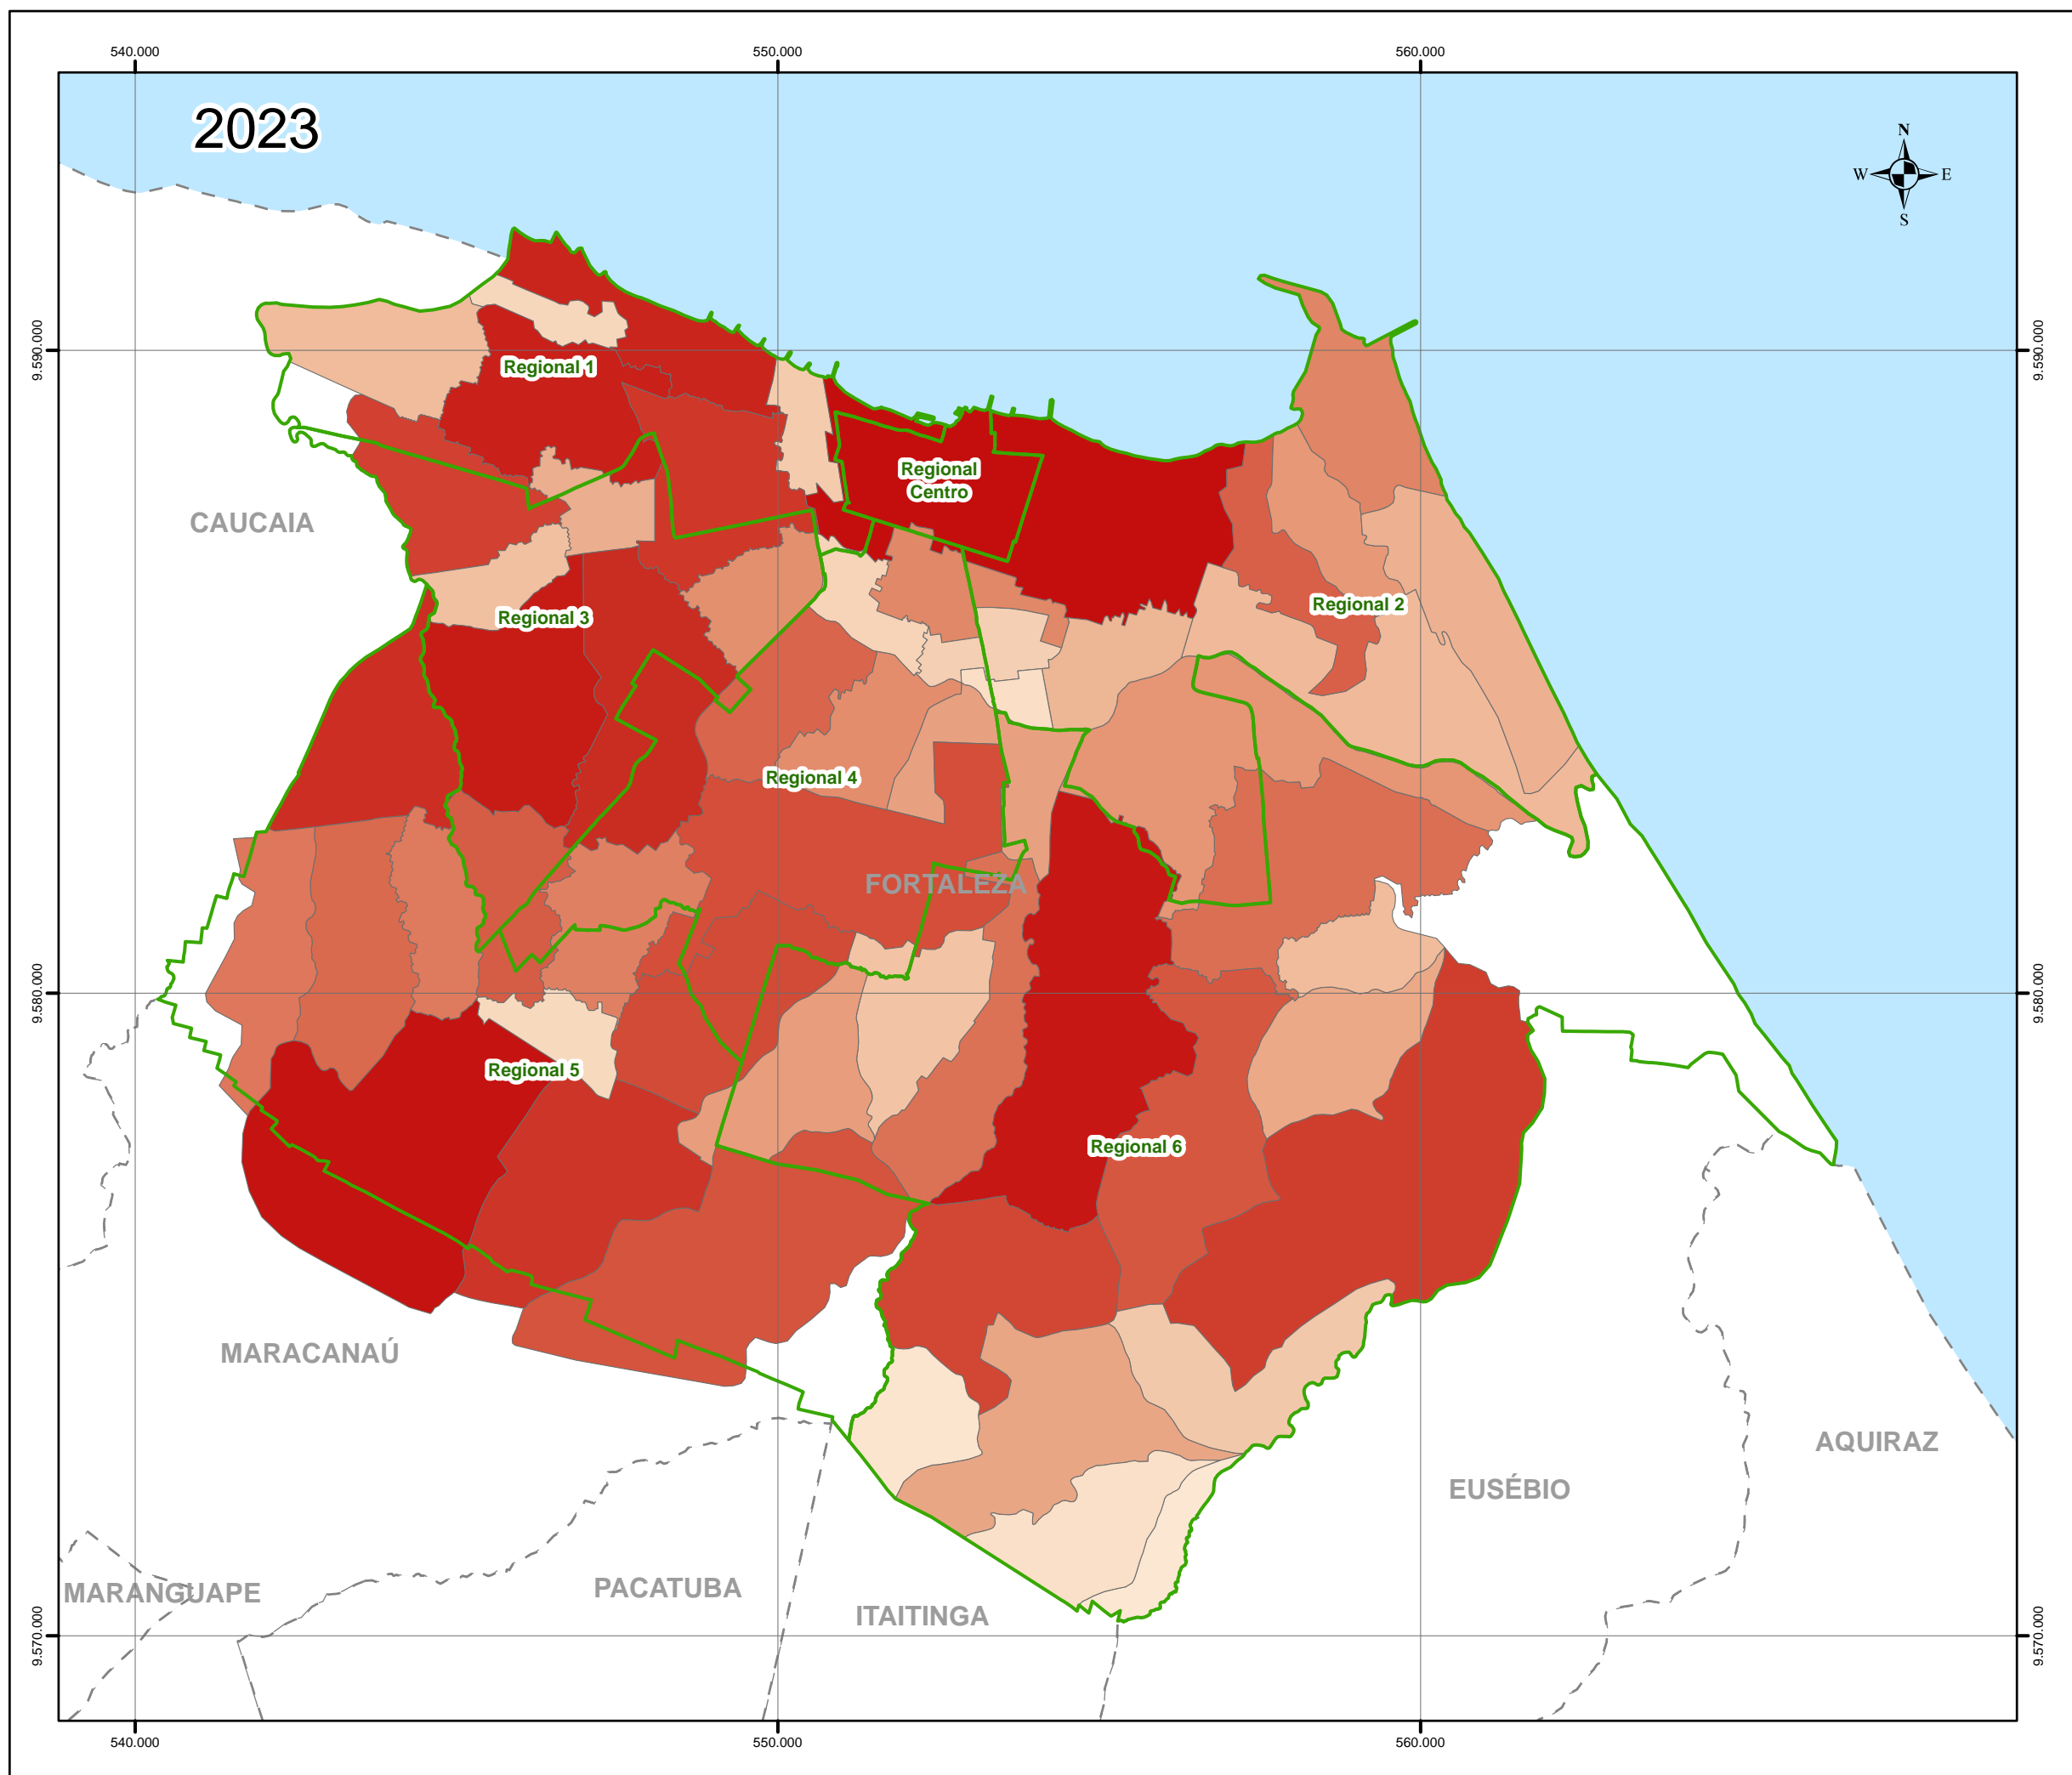 540.000
550.000
560.000
2023
N
W
E
S
9.590.000
9.590.000
Regional 1
Regional
Centro
CAUCAIA
Regional 2
Regional 3
Regional 4
FORTALEZA
9.580.000
9.580.000
Regional 5
Regional 6
MARACANAÚ
AQUIRAZ
EUSÉBIO
MARANGUAPE
PACATUBA
ITAITINGA
9.570.000
9.570.000
540.000
550.000
560.000